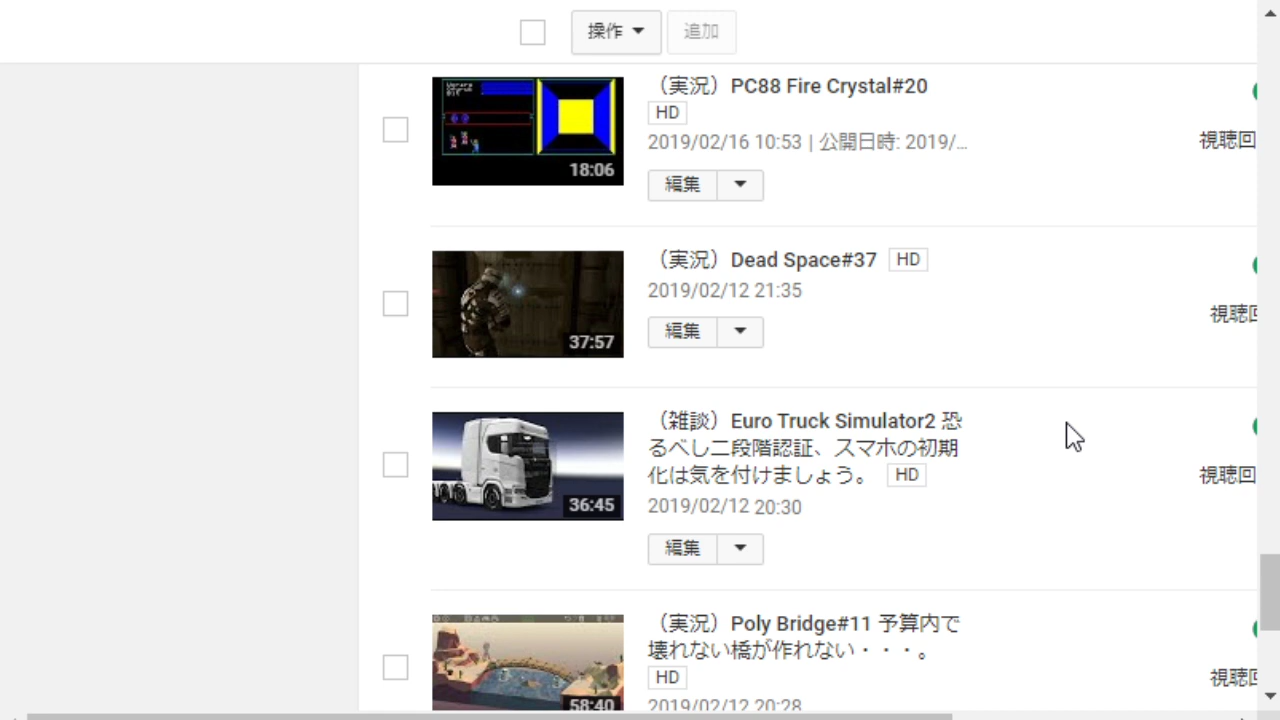 操作 追加
（実況）PC88 Fire Crystal#20
HD
2019/02/16 10:53 | 公開日時: 2019/...
視聴回
18:06
編集
（実況）Dead Space#37 HD
2019/02/12 21:35
視聴回
37:57
編集
（雑談）Euro Truck Simulator2 恐
るべし二段階認証、スマホの初期
化は気を付けましょう。 HD
2019/02/12 20:30
視聴回
36:45
編集
（実況）Poly Bridge#11 予算内で
壊れない橋が作れない・・・。
HD
2019/02/12 20:28
視聴回
58:40